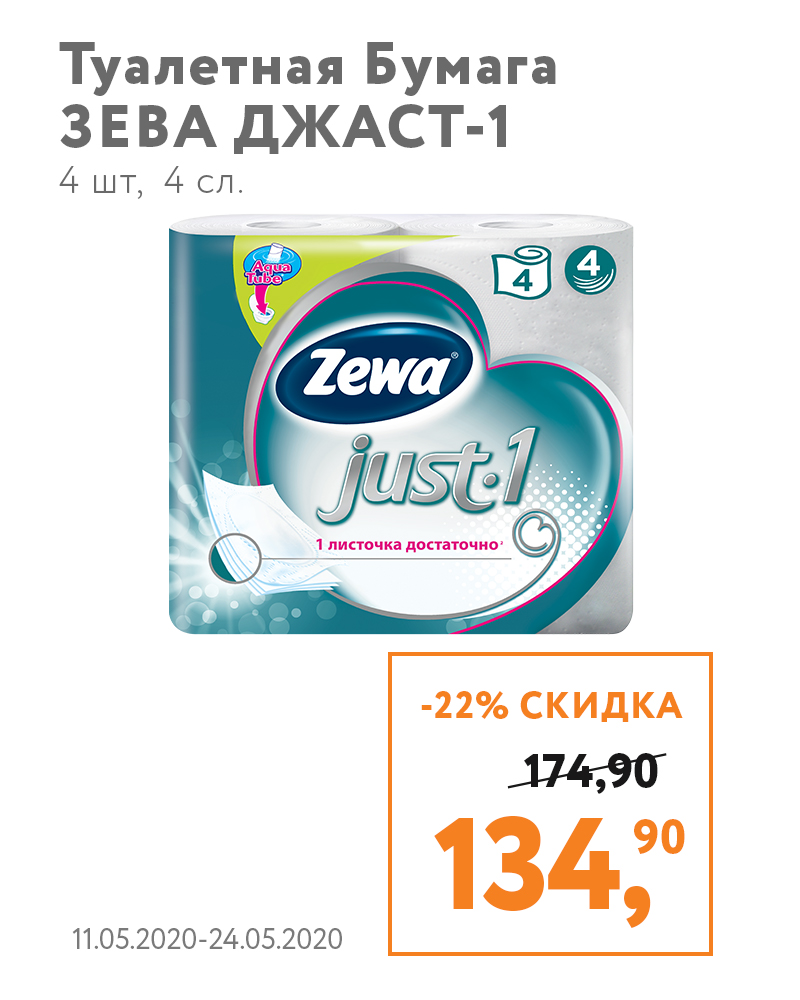 Туалетная Бумага
ЗЕВА ДЖАСТ-1
4 шт, 4 сл.
Aqua
Tube
4
4
Zewa®
just·1
1 листочка достаточно
-22% СКИДКА
174,90
134,90
11.05.2020-24.05.2020